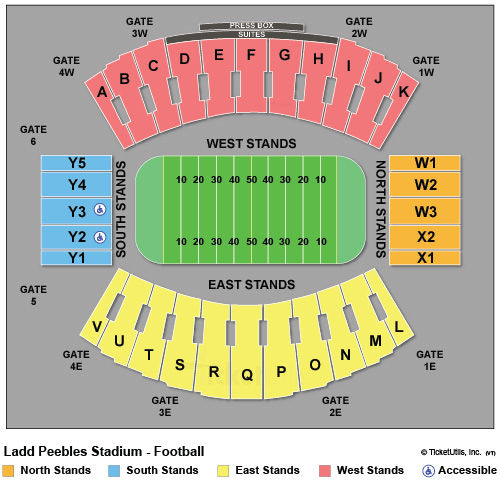 GATE
3W
PRESS BOX
SUITES
GATE
2W
GATE
4W
A B C D E F G H I J K
GATE
1W
GATE
6
WEST STANDS
Y5
Y4
Y3
Y2
Y1
SOUTH STANDS
10 20 30 40 50 40 30 20 10
10 20 30 40 50 40 30 20 10
NORTH STANDS
W1
W2
W3
X2
X1
EAST STANDS
GATE
5
V U T S R Q P O N M L
GATE
4E
GATE
3E
GATE
2E
GATE
1E
Ladd Peebles Stadium - Football
© TicketUtils, Inc. (VT)
North Stands South Stands East Stands West Stands Accessible